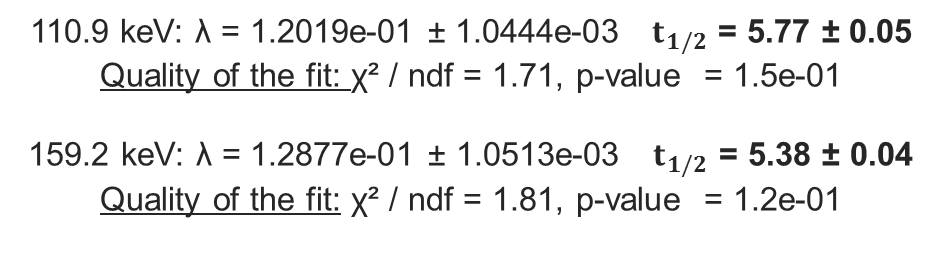 110.9 keV: λ = 1.2019e-01 ± 1.0444e-03 t₁/₂ = 5.77 ± 0.05
Quality of the fit: χ² / ndf = 1.71, p-value = 1.5e-01
159.2 keV: λ = 1.2877e-01 ± 1.0513e-03 t₁/₂ = 5.38 ± 0.04
Quality of the fit: χ² / ndf = 1.81, p-value = 1.2e-01